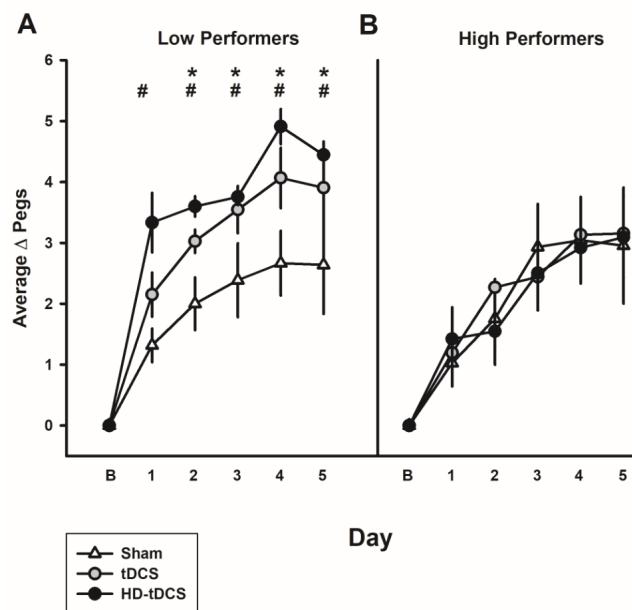 A
B
Low Performers
High Performers
6
5
4
3
2
1
0
Average Δ Pegs
# * * * *
# # # #
B 1 2 3 4 5
B 1 2 3 4 5
Day
Sham
tDCS
HD-tDCS